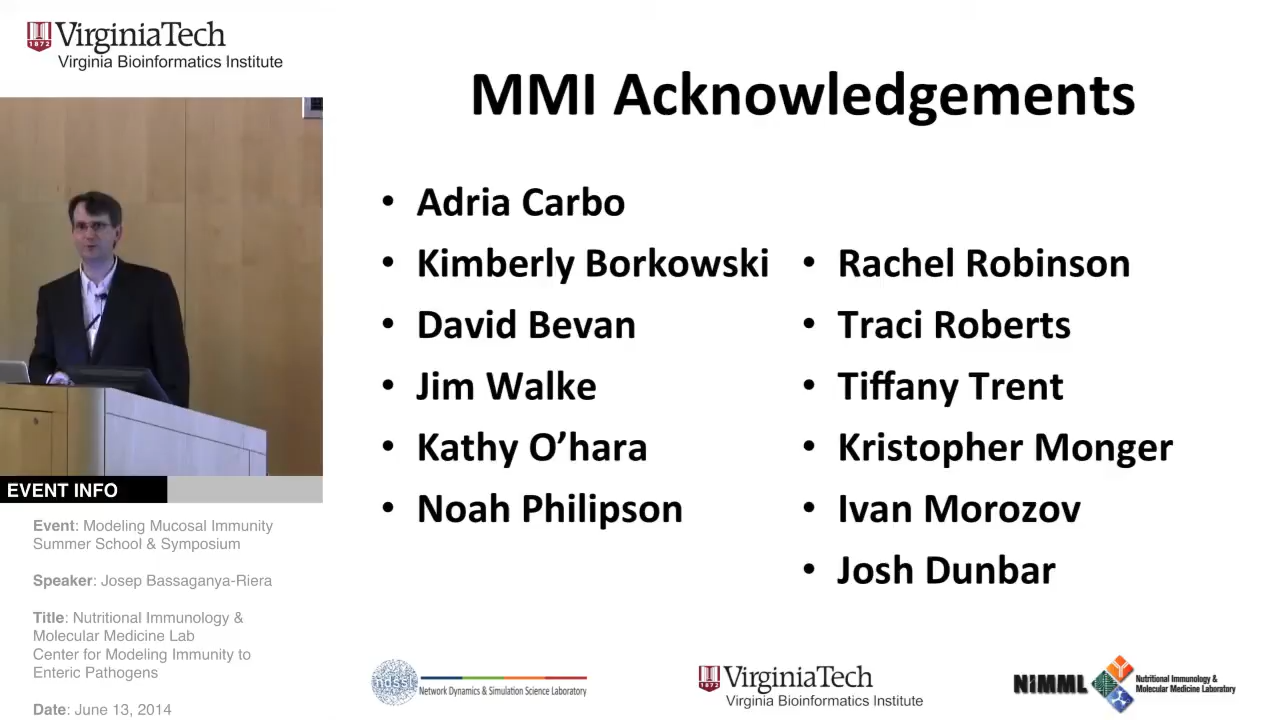 VirginiaTech
1872
Virginia Bioinformatics Institute
MMI Acknowledgements
• Adria Carbo
• Kimberly Borkowski
• David Bevan
• Jim Walke
• Kathy O’hara
• Noah Philipson
• Rachel Robinson
• Traci Roberts
• Tiffany Trent
• Kristopher Monger
• Ivan Morozov
• Josh Dunbar
EVENT INFO
Event: Modeling Mucosal Immunity
Summer School & Symposium
Speaker: Josep Bassaganya-Riera
Title: Nutritional Immunology &
Molecular Medicine Lab
Center for Modeling Immunity to
Enteric Pathogens
Date: June 13, 2014
ndssl
Network Dynamics & Simulation Science Laboratory
VirginiaTech
1872
Virginia Bioinformatics Institute
NIMML
Nutritional Immunology &
Molecular Medicine Laboratory